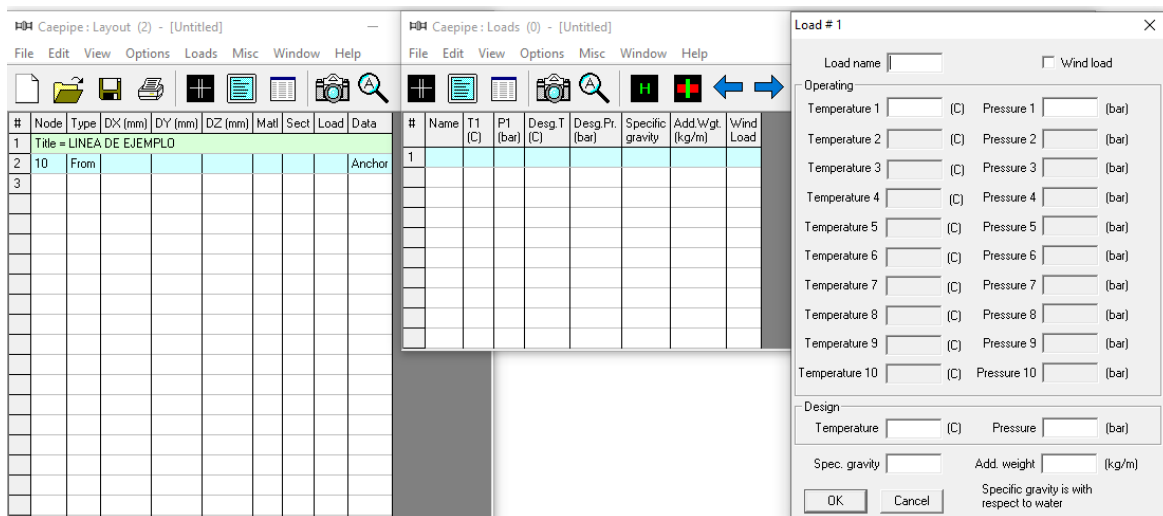 Caepipe : Layout (2) - [Untitled]
File Edit View Options Loads Misc Window Help
# Node Type DX (mm) DY (mm) DZ (mm) Matl Sect Load Data
1 Title = LINEA DE EJEMPLO
2 10 From Anchor
3
Caepipe : Loads (0) - [Untitled]
File Edit View Options Misc Window Help
H
# Name T1 P1 Desg.T Desg.Pr. Specific Add.Wgt. Wind
(C) (bar) (C) (bar) gravity (kg/m) Load
1
Load # 1
Load name Wind load
Operating
Temperature 1 (C) Pressure 1 (bar)
Temperature 2 (C) Pressure 2 (bar)
Temperature 3 (C) Pressure 3 (bar)
Temperature 4 (C) Pressure 4 (bar)
Temperature 5 (C) Pressure 5 (bar)
Temperature 6 (C) Pressure 6 (bar)
Temperature 7 (C) Pressure 7 (bar)
Temperature 8 (C) Pressure 8 (bar)
Temperature 9 (C) Pressure 9 (bar)
Temperature 10 (C) Pressure 10 (bar)
Design
Temperature (C) Pressure (bar)
Spec. gravity Add. weight (kg/m)
OK Cancel Specific gravity is with
respect to water